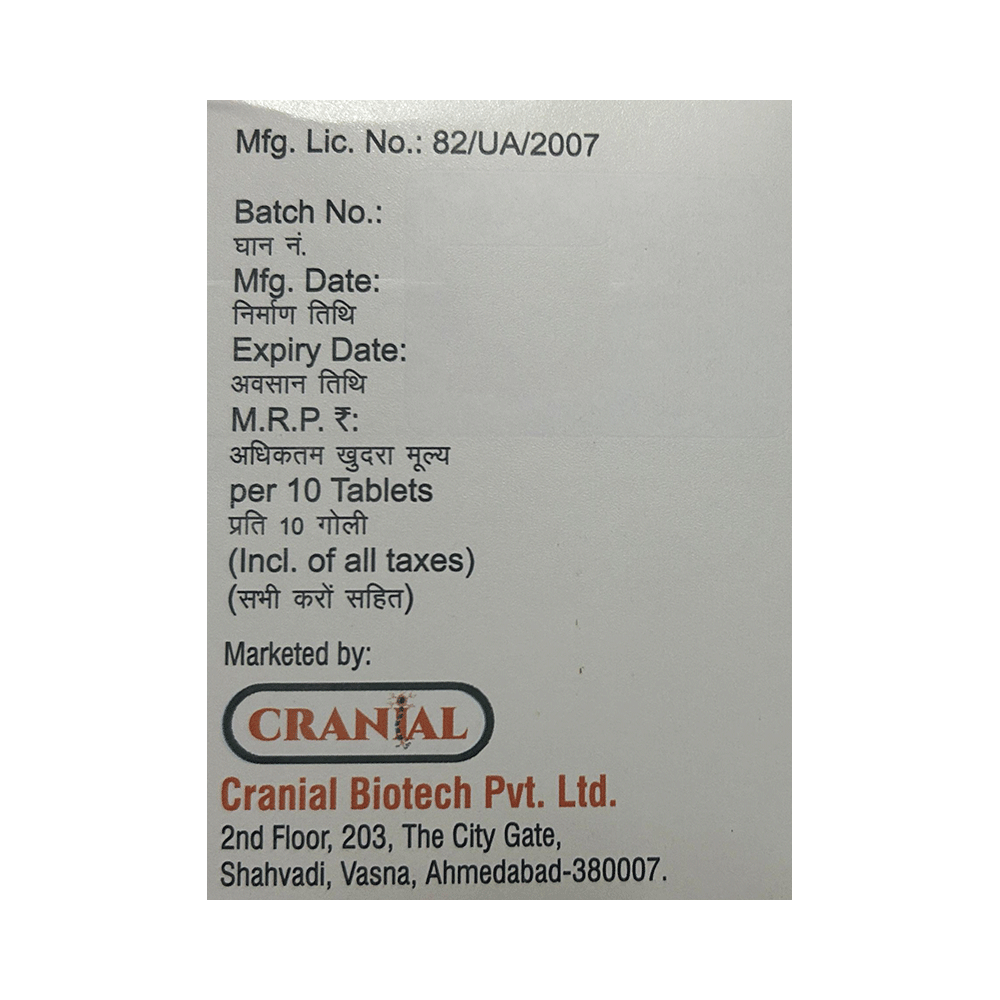 Mfg. Lic. No.: 82/UA/2007
Batch No.:
घान नं.
Mfg. Date:
निर्माण तिथि
Expiry Date:
अवसान तिथि
M.R.P. ₹:
अधिकतम खुदरा मूल्य
per 10 Tablets
प्रति 10 गोली
(Incl. of all taxes)
(सभी करों सहित)
Marketed by:
CRANIAL
Cranial Biotech Pvt. Ltd.
2nd Floor, 203, The City Gate,
Shahvadi, Vasna, Ahmedabad-380007.